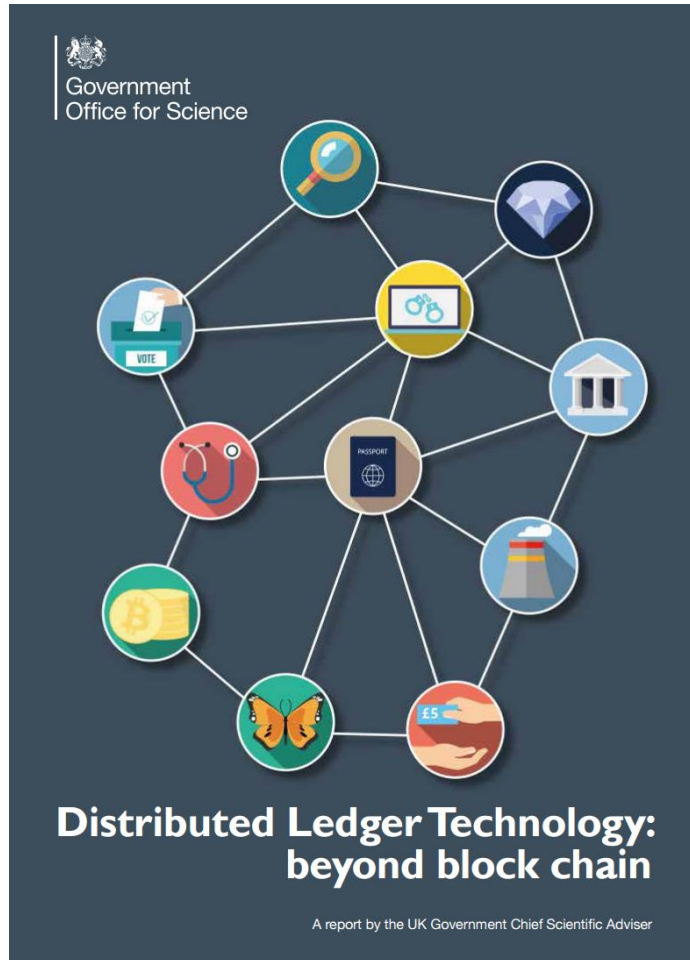 Government
Office for Science
VOTE
PASSPORT
£5
Distributed Ledger Technology:
beyond block chain
A report by the UK Government Chief Scientific Adviser